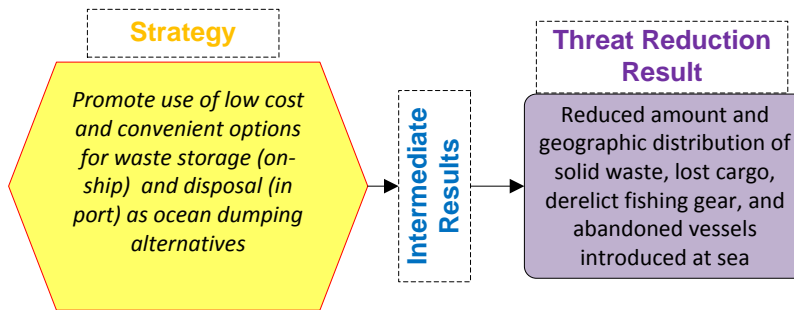 Strategy
Promote use of low cost
and convenient options
for waste storage (on-
ship) and disposal (in
port) as ocean dumping
alternatives
Intermediate
Results
Threat Reduction
Result
Reduced amount and
geographic distribution of
solid waste, lost cargo,
derelict fishing gear, and
abandoned vessels
introduced at sea